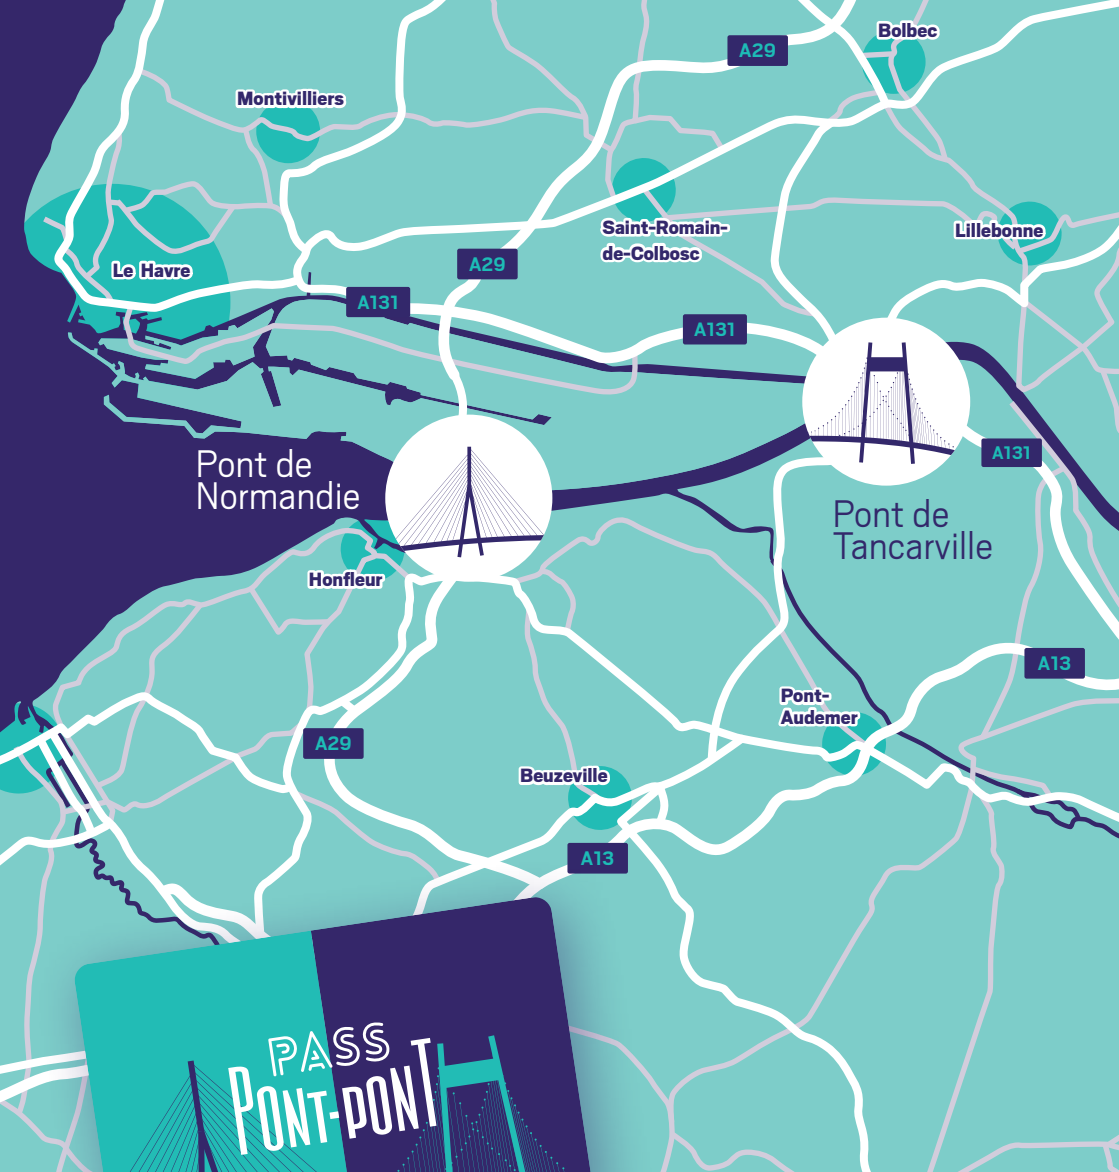 Bolbec
A29
Montivilliers
Saint-Romain-
de-Colbosc
Lillebonne
A29
Le Havre
A131
A131
A131
Pont de
Normandie
Pont de
Tancarville
Honfleur
A13
Pont-
Audemer
A29
Beuzeville
A13
PASS
PONT-PONT